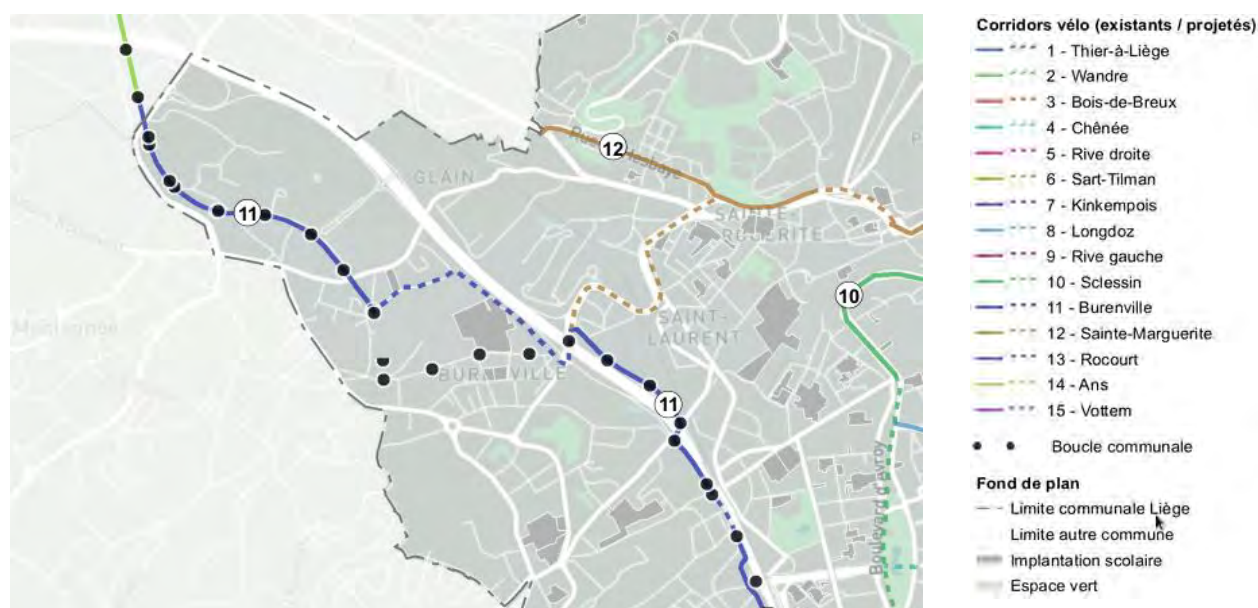 Corridors vélo (existants / projetés)
1 - Thier-à-Liège
2 - Wandre
3 - Bois-de-Breux
4 - Chênée
5 - Rive droite
6 - Sart-Tilman
7 - Kinkempois
8 - Longdoz
9 - Rive gauche
10 - Sclessin
11 - Burenville
12 - Sainte-Marguerite
13 - Rocourt
14 - Ans
15 - Vottem
Boucle communale
Fond de plan
Limite communale Liège
Limite autre commune
Implantation scolaire
Espace vert
12
GLAIN
11
SAINTE-
10
SAINT-
LAURENT
11
Boulevard d'Avroy